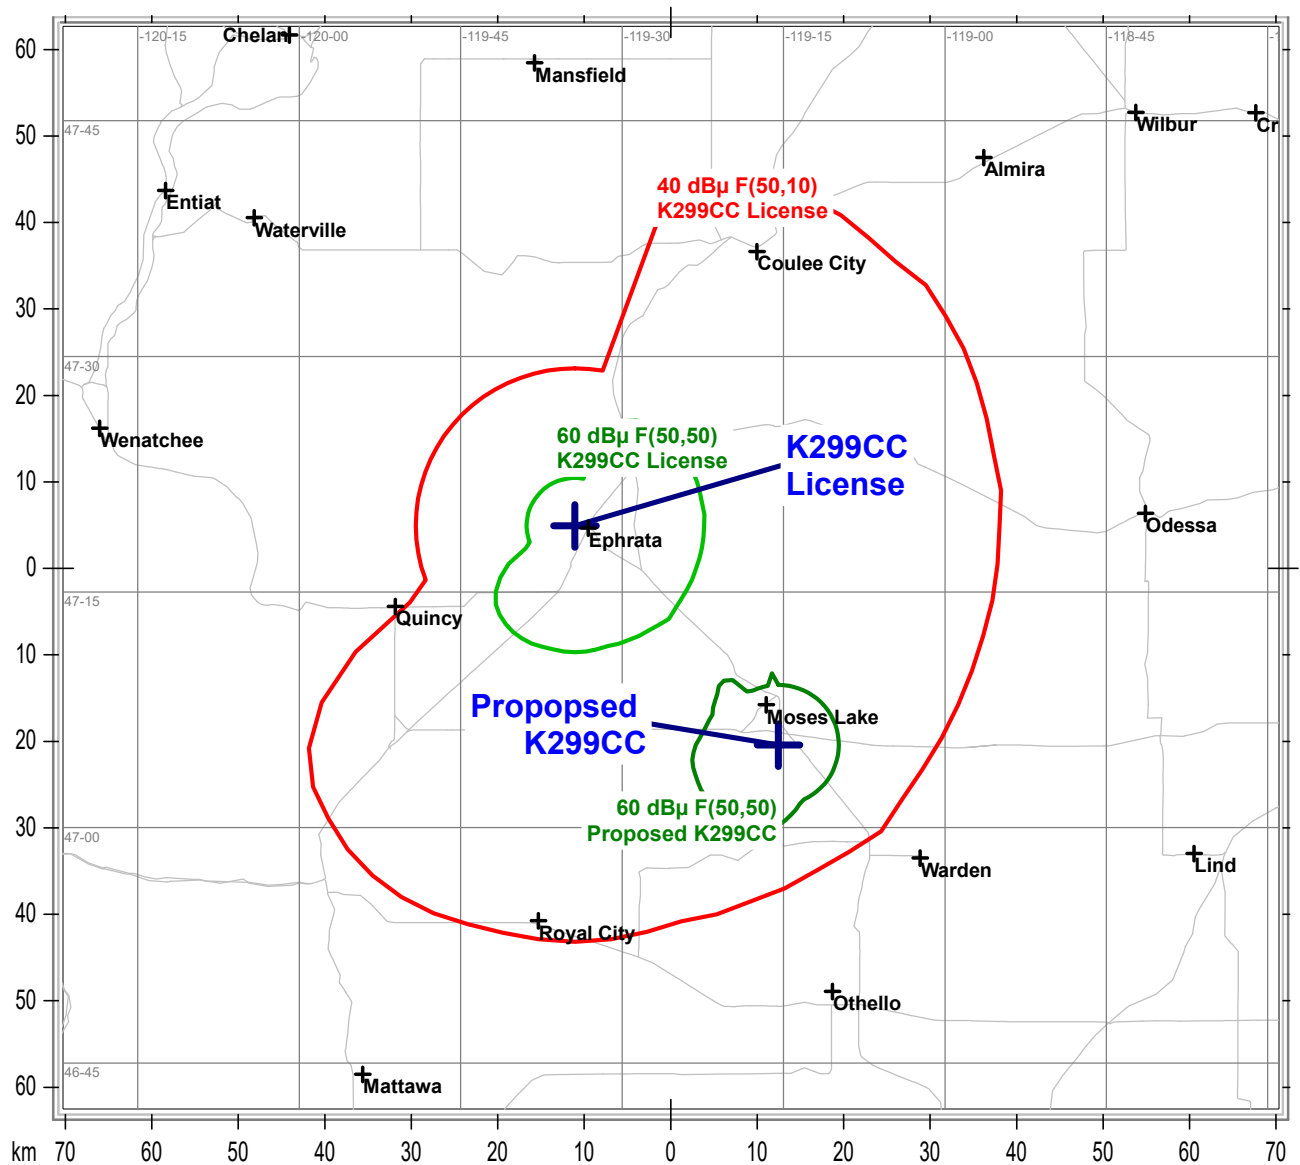 -120-15
-120-00
-119-45
-119-30
-119-15
-119-00
-118-45
Chelan
Mansfield
60
47-45
50
Wilbur
Cr
Almira
Entiat
Waterville
40 dBµ F(50,10)
K299CC License
40
Coulee City
30
47-30
20
Wenatchee
60 dBµ F(50,50)
K299CC License
K299CC
License
10
Odessa
Ephrata
0
47-15
Quincy
10
Propopsed
K299CC
Moses Lake
20
60 dBµ F(50,50)
Proposed K299CC
30
47-00
Warden
Lind
40
Royal City
50
Othello
46-45
60
Mattawa
km 70 60 50 40 30 20 10 0 10 20 30 40 50 60 70